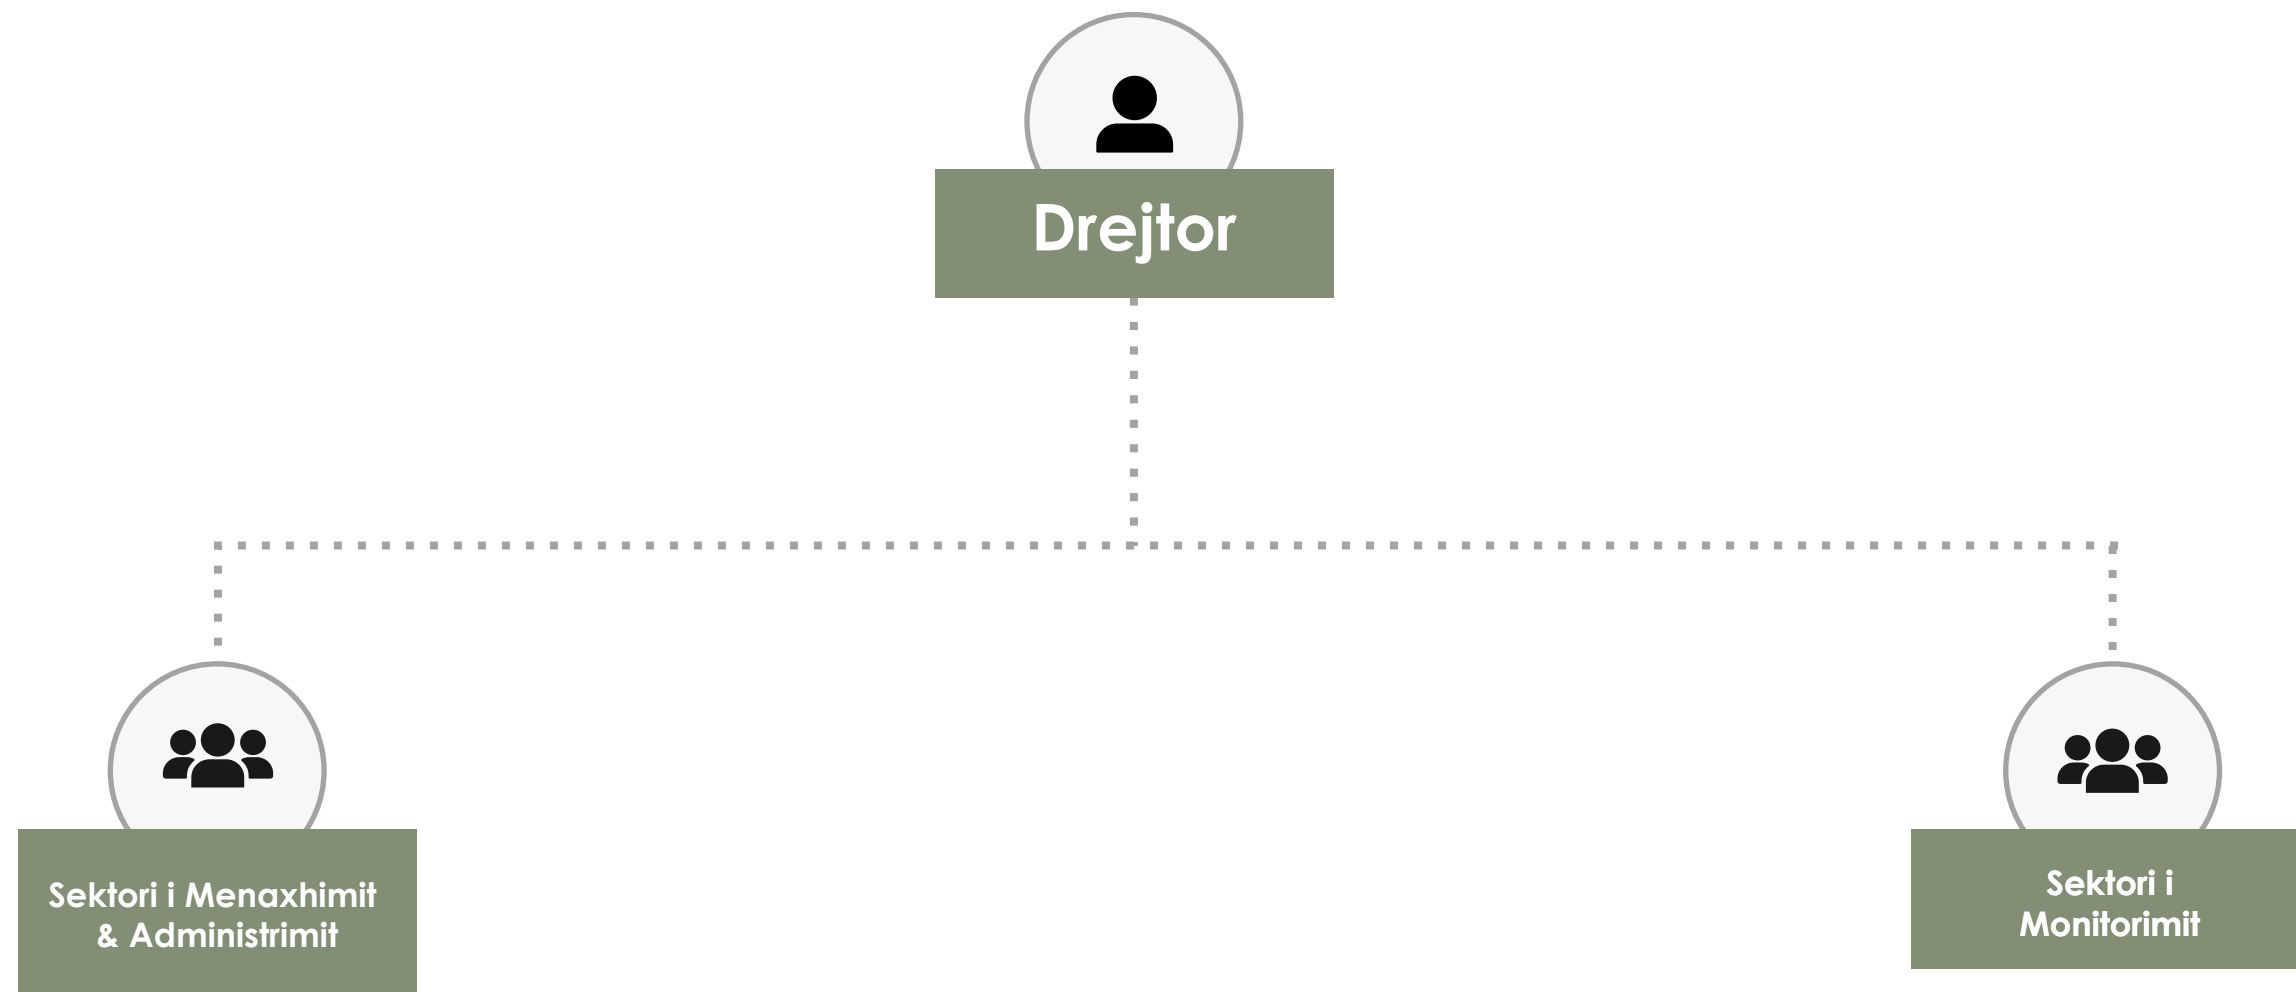 Drejtor
Sektori i Menaxhimit
& Administrimit
Sektori i
Monitorimit